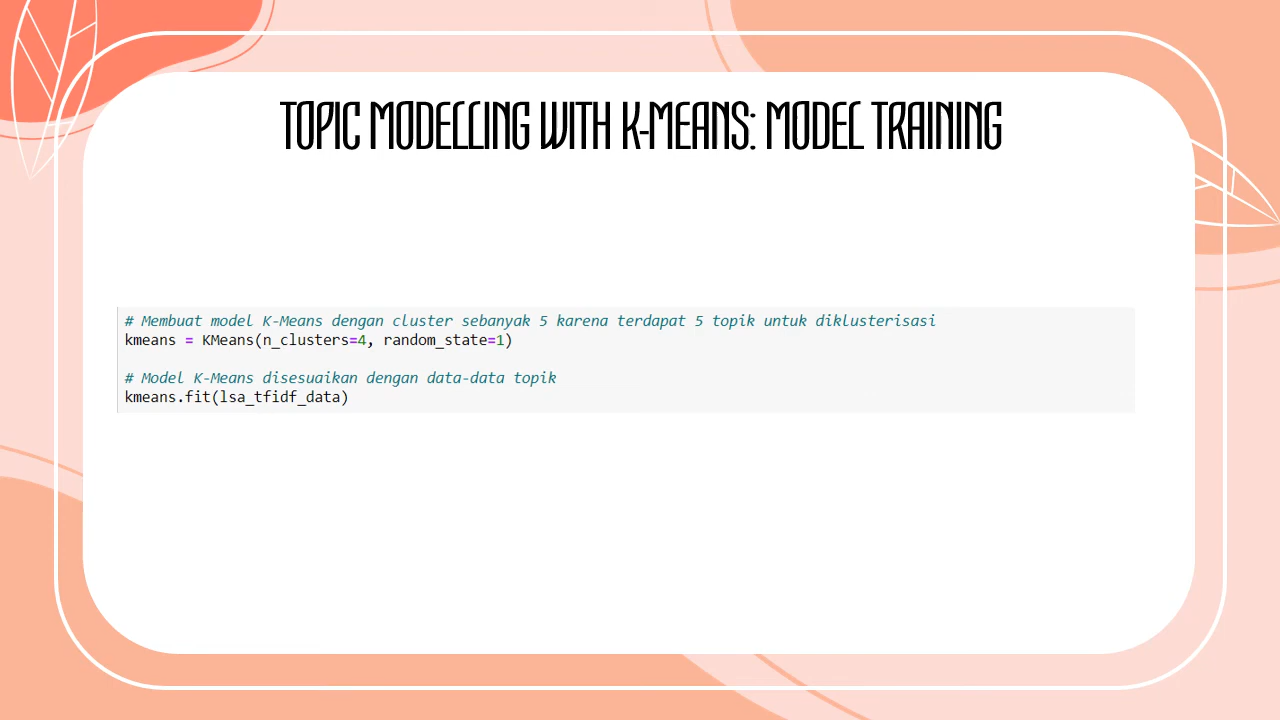 TOPIC MODELLING WITH K-MEANS: MODEL TRAINING
# Membuat model K-Means dengan cluster sebanyak 5 karena terdapat 5 topik untuk diklusterisasi
kmeans = KMeans(n_clusters=4, random_state=1)
# Model K-Means disesuaikan dengan data-data topik
kmeans.fit(lsa_tfidf_data)